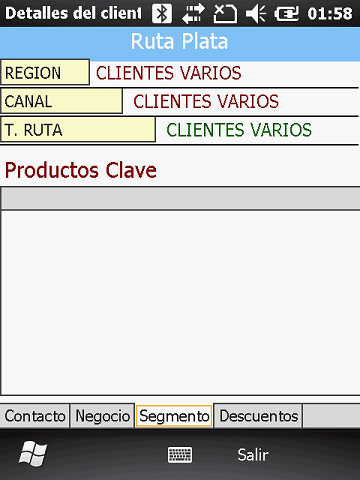 Detalles del client 01:58
Ruta Plata
REGION CLIENTES VARIOS
CANAL CLIENTES VARIOS
T. RUTA CLIENTES VARIOS
Productos Clave
Contacto Negocio Segmento Descuentos
Salir